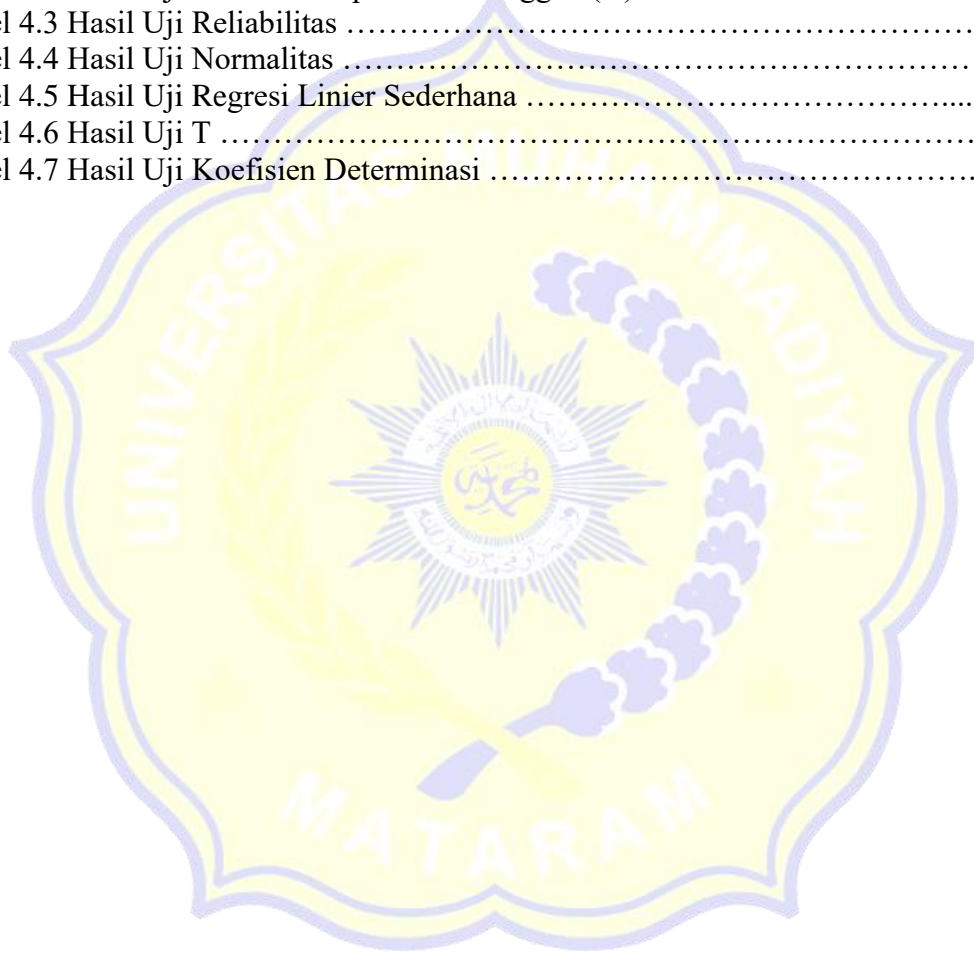 el 4.3 Hasil Uji Reliabilitas ……………………………………………………
el 4.4 Hasil Uji Normalitas ……………………………………………………
el 4.5 Hasil Uji Regresi Linier Sederhana …………………………………....
el 4.6 Hasil Uji T ………………………………………………………………
el 4.7 Hasil Uji Koefisien Determinasi ………………………………………
UNIVERSITAS MUHAMMADIYAH
MATARAM